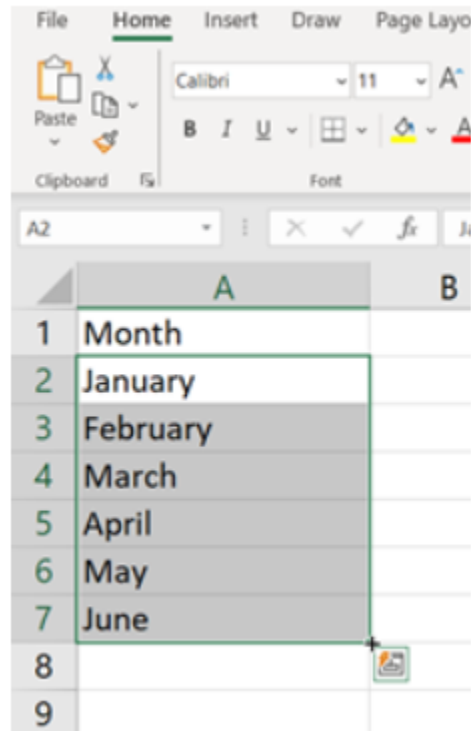 File Home Insert Draw Page Layo
Calibri 11 A^
Paste
B I U A
Clipboard Font
A2 fx Ja
A B
1 Month
2 January
3 February
4 March
5 April
6 May
7 June
8
9